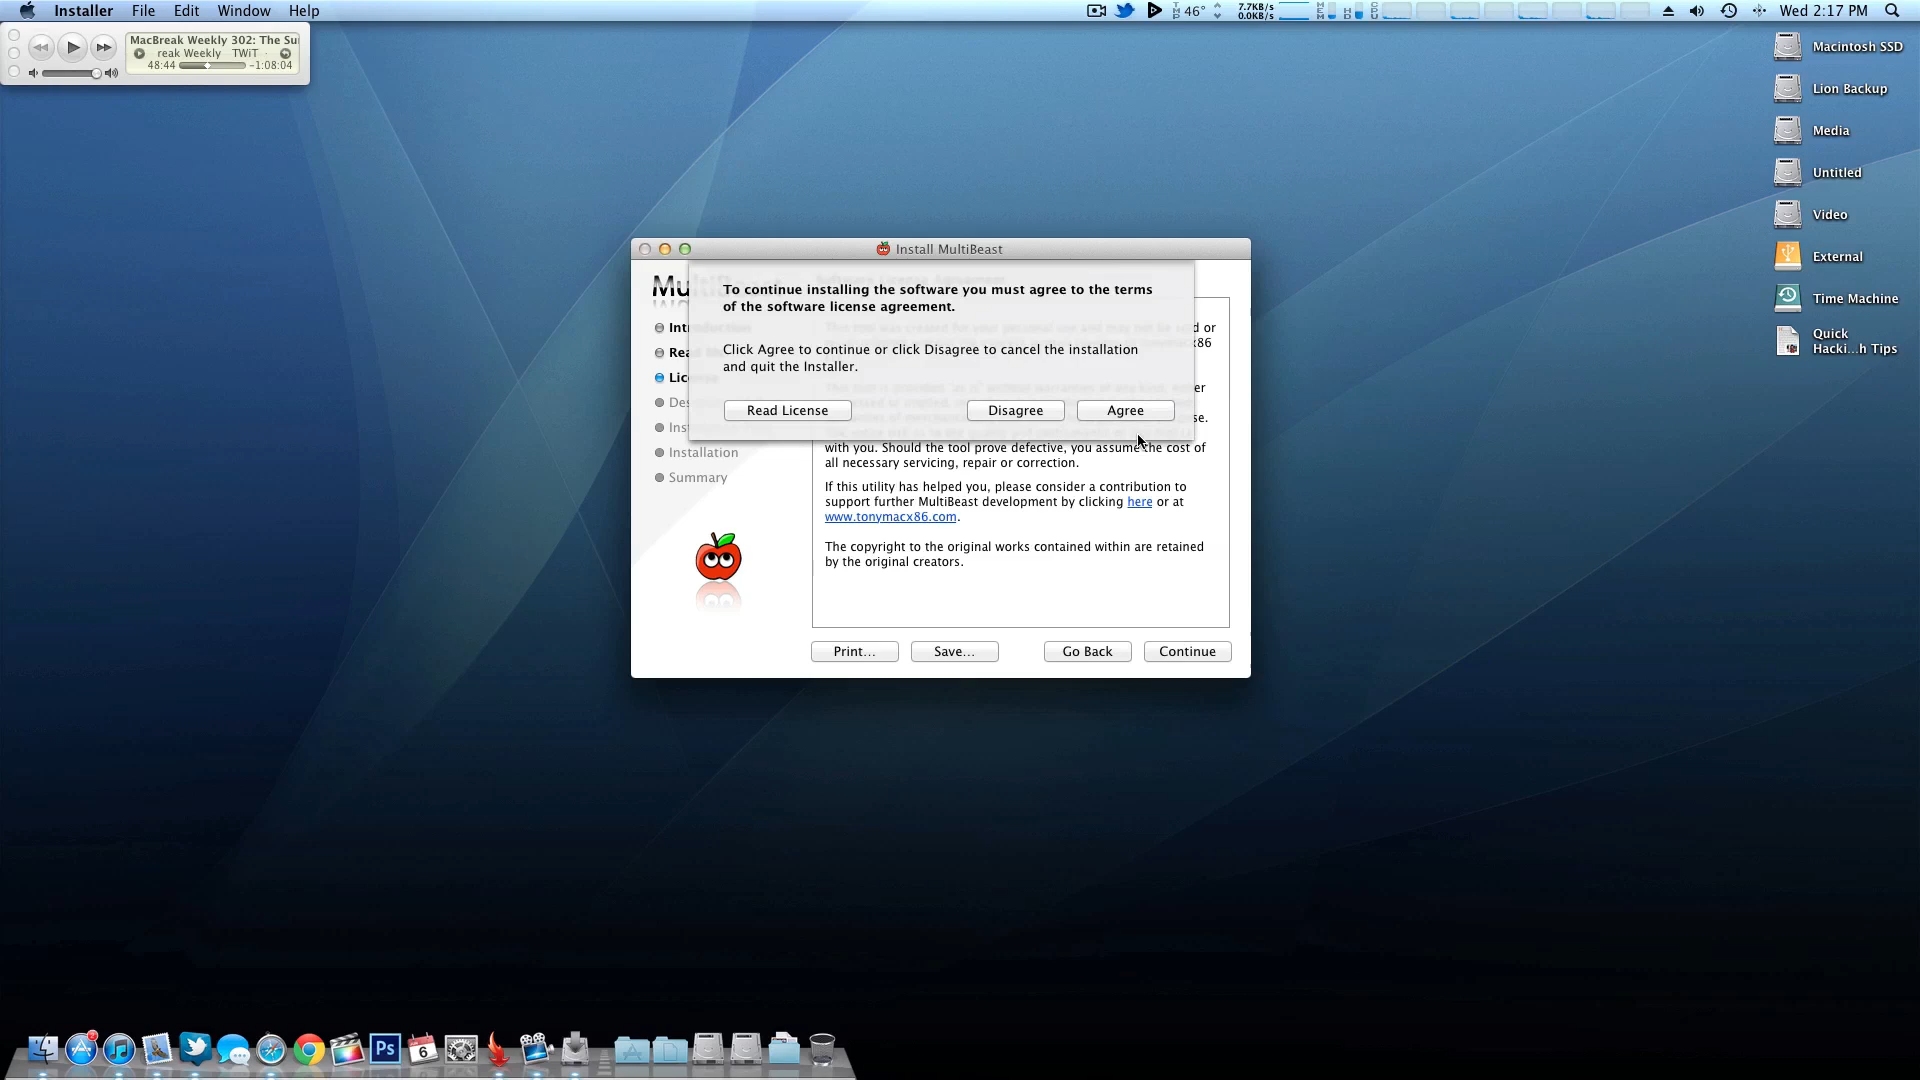 Installer File Edit Window Help
46° 7.7KB/s
0.0KB/s
Wed 2:17 PM
MacBreak Weekly 302: The Su
reak Weekly TWiT
48:44 -1:08:04
Macintosh SSD
Lion Backup
Media
Untitled
Video
External
Time Machine
Quick
Hacki...h Tips
Install MultiBeast
To continue installing the software you must agree to the terms
of the software license agreement.
Click Agree to continue or click Disagree to cancel the installation
and quit the Installer.
Read License Disagree Agree
Introduction
License
Installation
Summary
with you. Should the tool prove defective, you assume the cost of
all necessary servicing, repair or correction.
If this utility has helped you, please consider a contribution to
support further MultiBeast development by clicking here or at
www.tonymacx86.com.
The copyright to the original works contained within are retained
by the original creators.
Print... Save... Go Back Continue
Ps
6